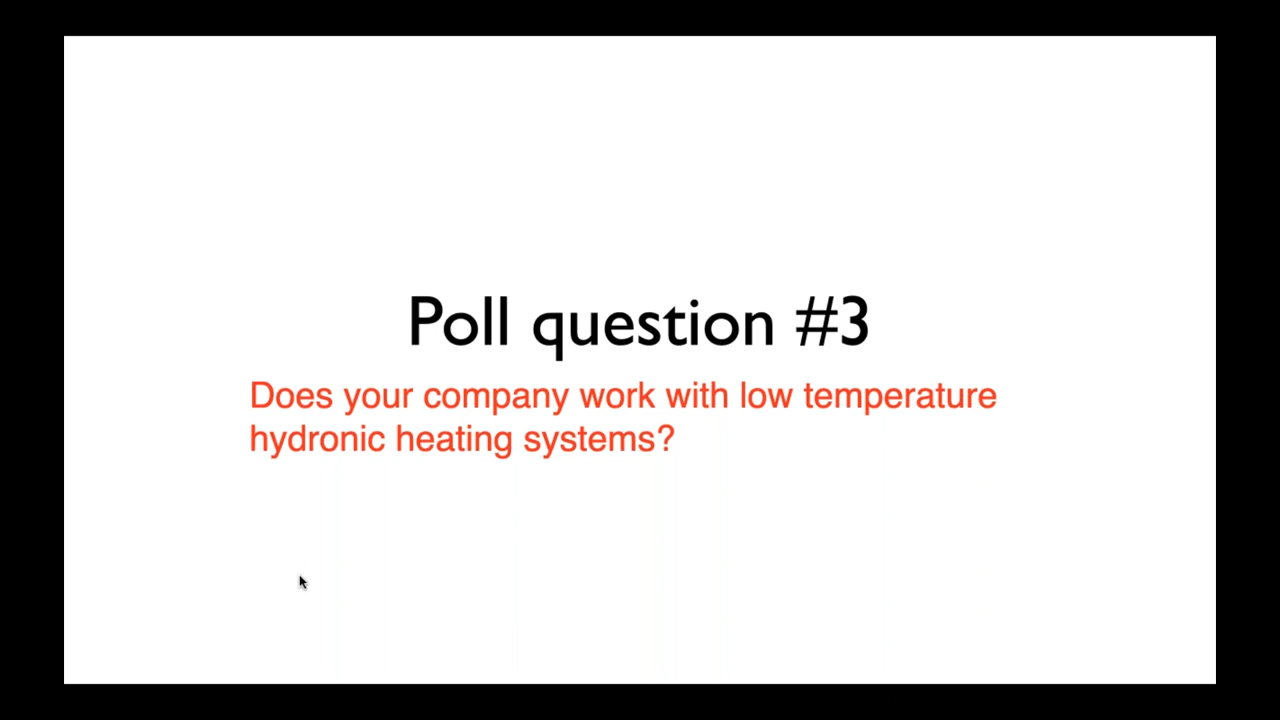 Poll question #3
Does your company work with low temperature
hydronic heating systems?